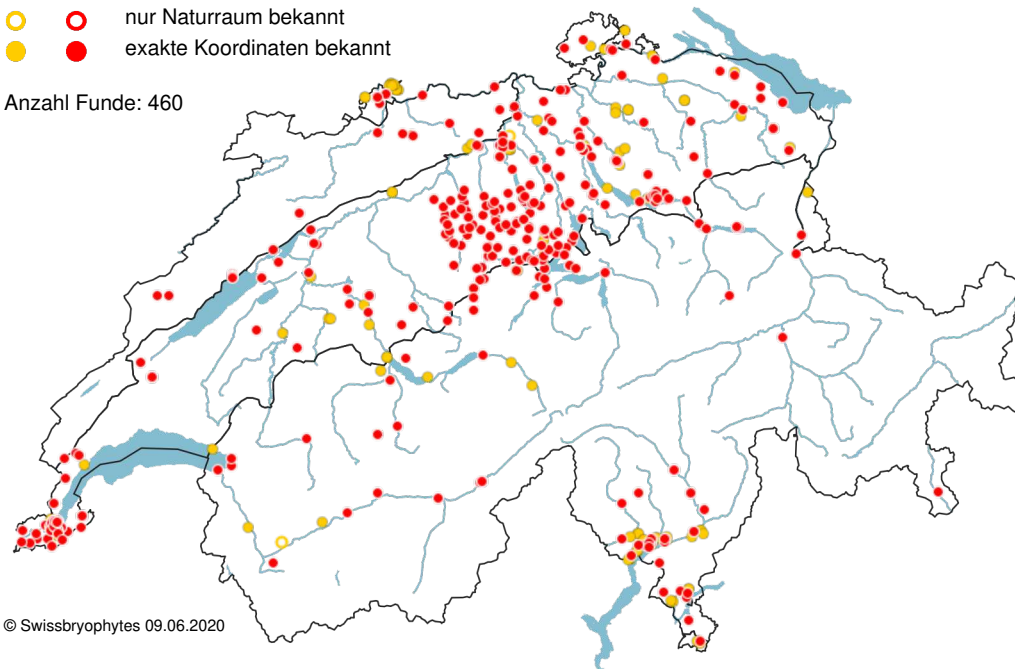 nur Naturraum bekannt
exakte Koordinaten bekannt
Anzahl Funde: 460
© Swissbryophytes 09.06.2020